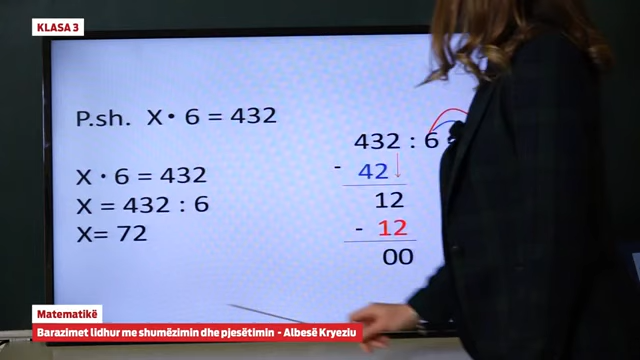 KLASA 3
P.sh. X · 6 = 432
X · 6 = 432
X = 432 : 6
X= 72
432 : 6
- 42
12
- 12
00
Matematikë
Barazimet lidhur me shumëzimin dhe pjesëtimin - Albesë Kryeziu